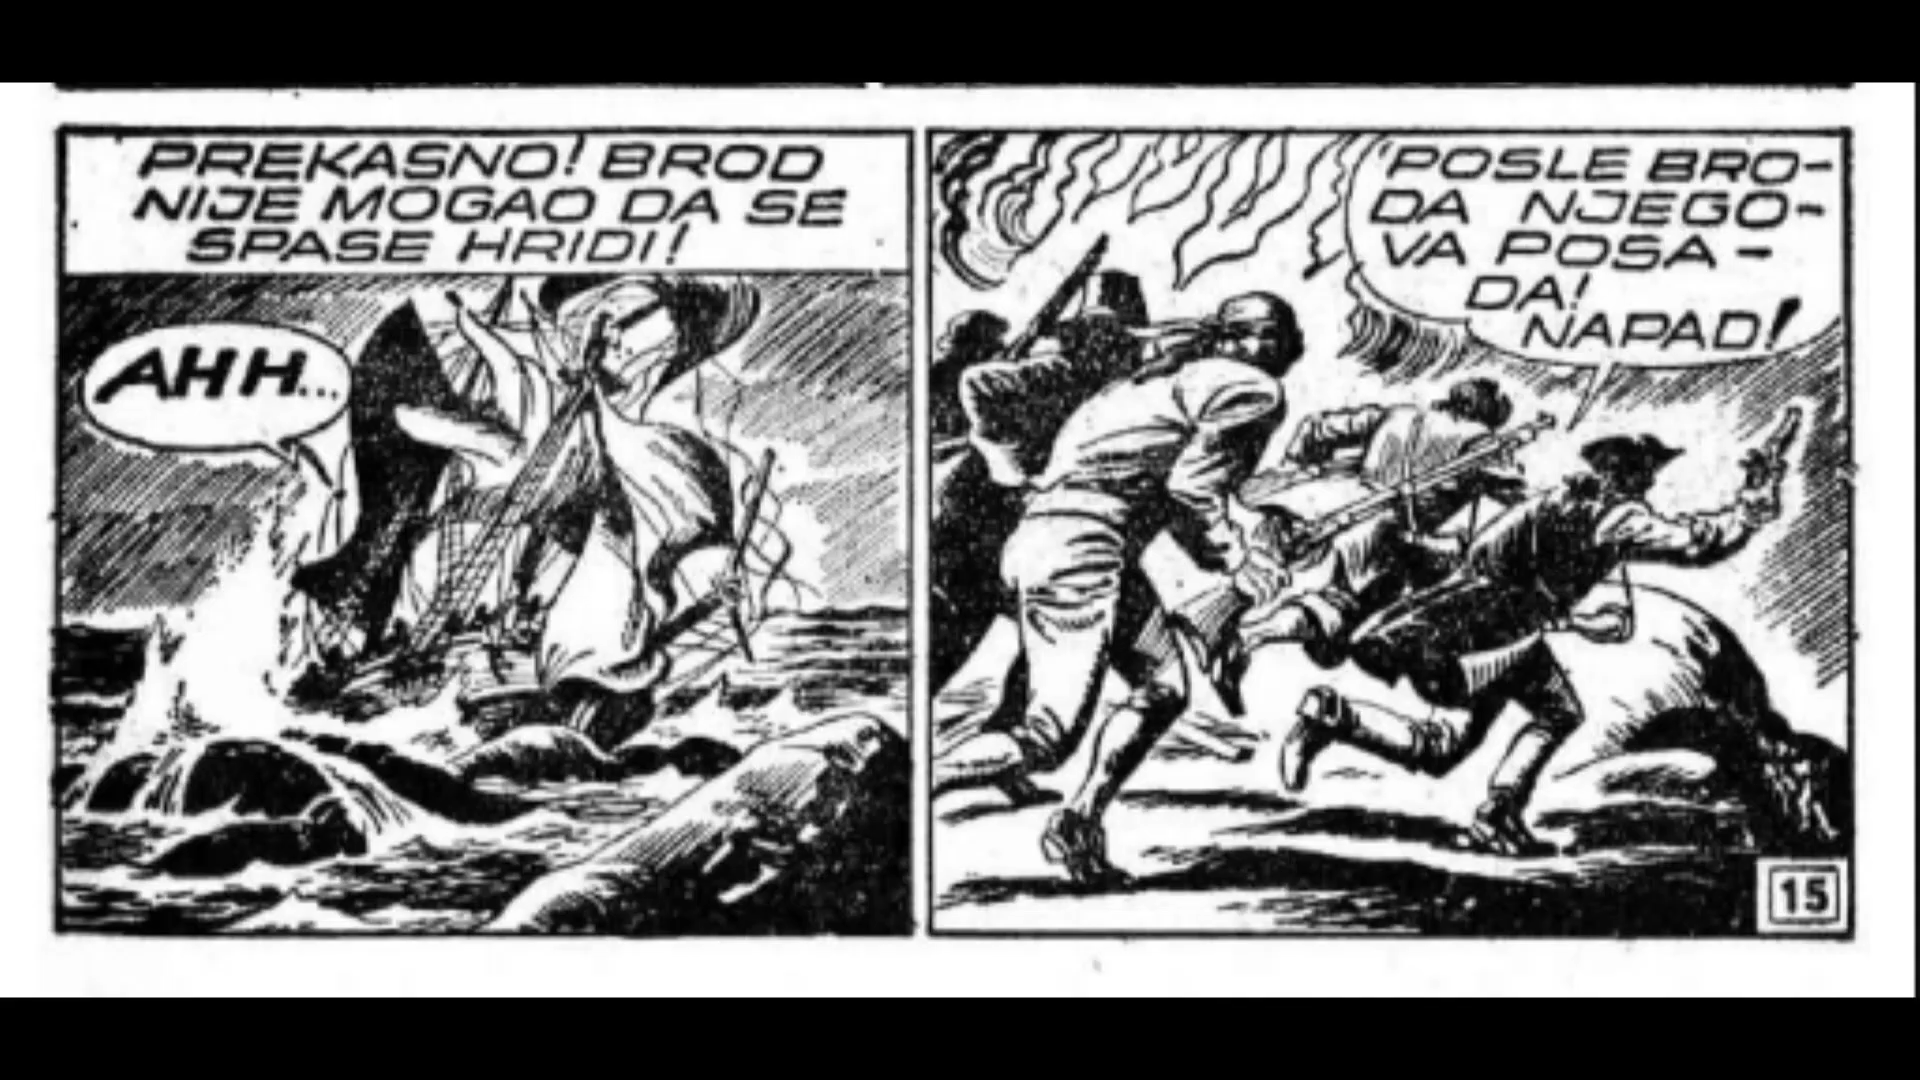 PREKASNO! BROD
NIJE MOGAO DA SE
SPASE HRIDI!
AHH...
'POSLE BRO-
DA NJEGO-
VA POSA-
DA!
NAPAD!
15